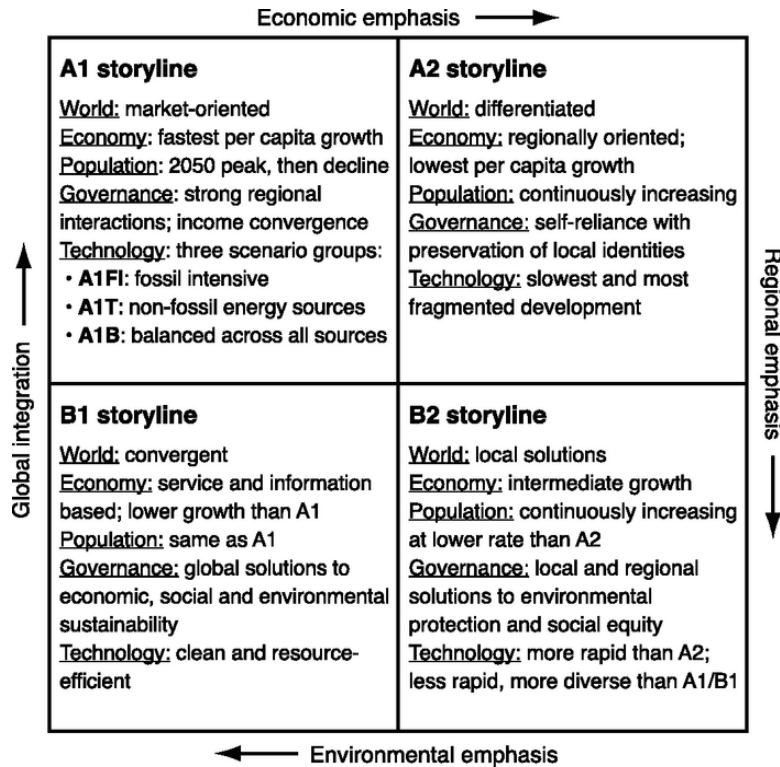 Economic emphasis
A1 storyline
World: market-oriented
Economy: fastest per capita growth
Population: 2050 peak, then decline
Governance: strong regional
interactions; income convergence
Technology: three scenario groups:
• A1FI: fossil intensive
• A1T: non-fossil energy sources
• A1B: balanced across all sources
A2 storyline
World: differentiated
Economy: regionally oriented;
lowest per capita growth
Population: continuously increasing
Governance: self-reliance with
preservation of local identities
Technology: slowest and most
fragmented development
Global integration
Regional emphasis
B1 storyline
World: convergent
Economy: service and information
based; lower growth than A1
Population: same as A1
Governance: global solutions to
economic, social and environmental
sustainability
Technology: clean and resource-
efficient
B2 storyline
World: local solutions
Economy: intermediate growth
Population: continuously increasing
at lower rate than A2
Governance: local and regional
solutions to environmental
protection and social equity
Technology: more rapid than A2;
less rapid, more diverse than A1/B1
Environmental emphasis